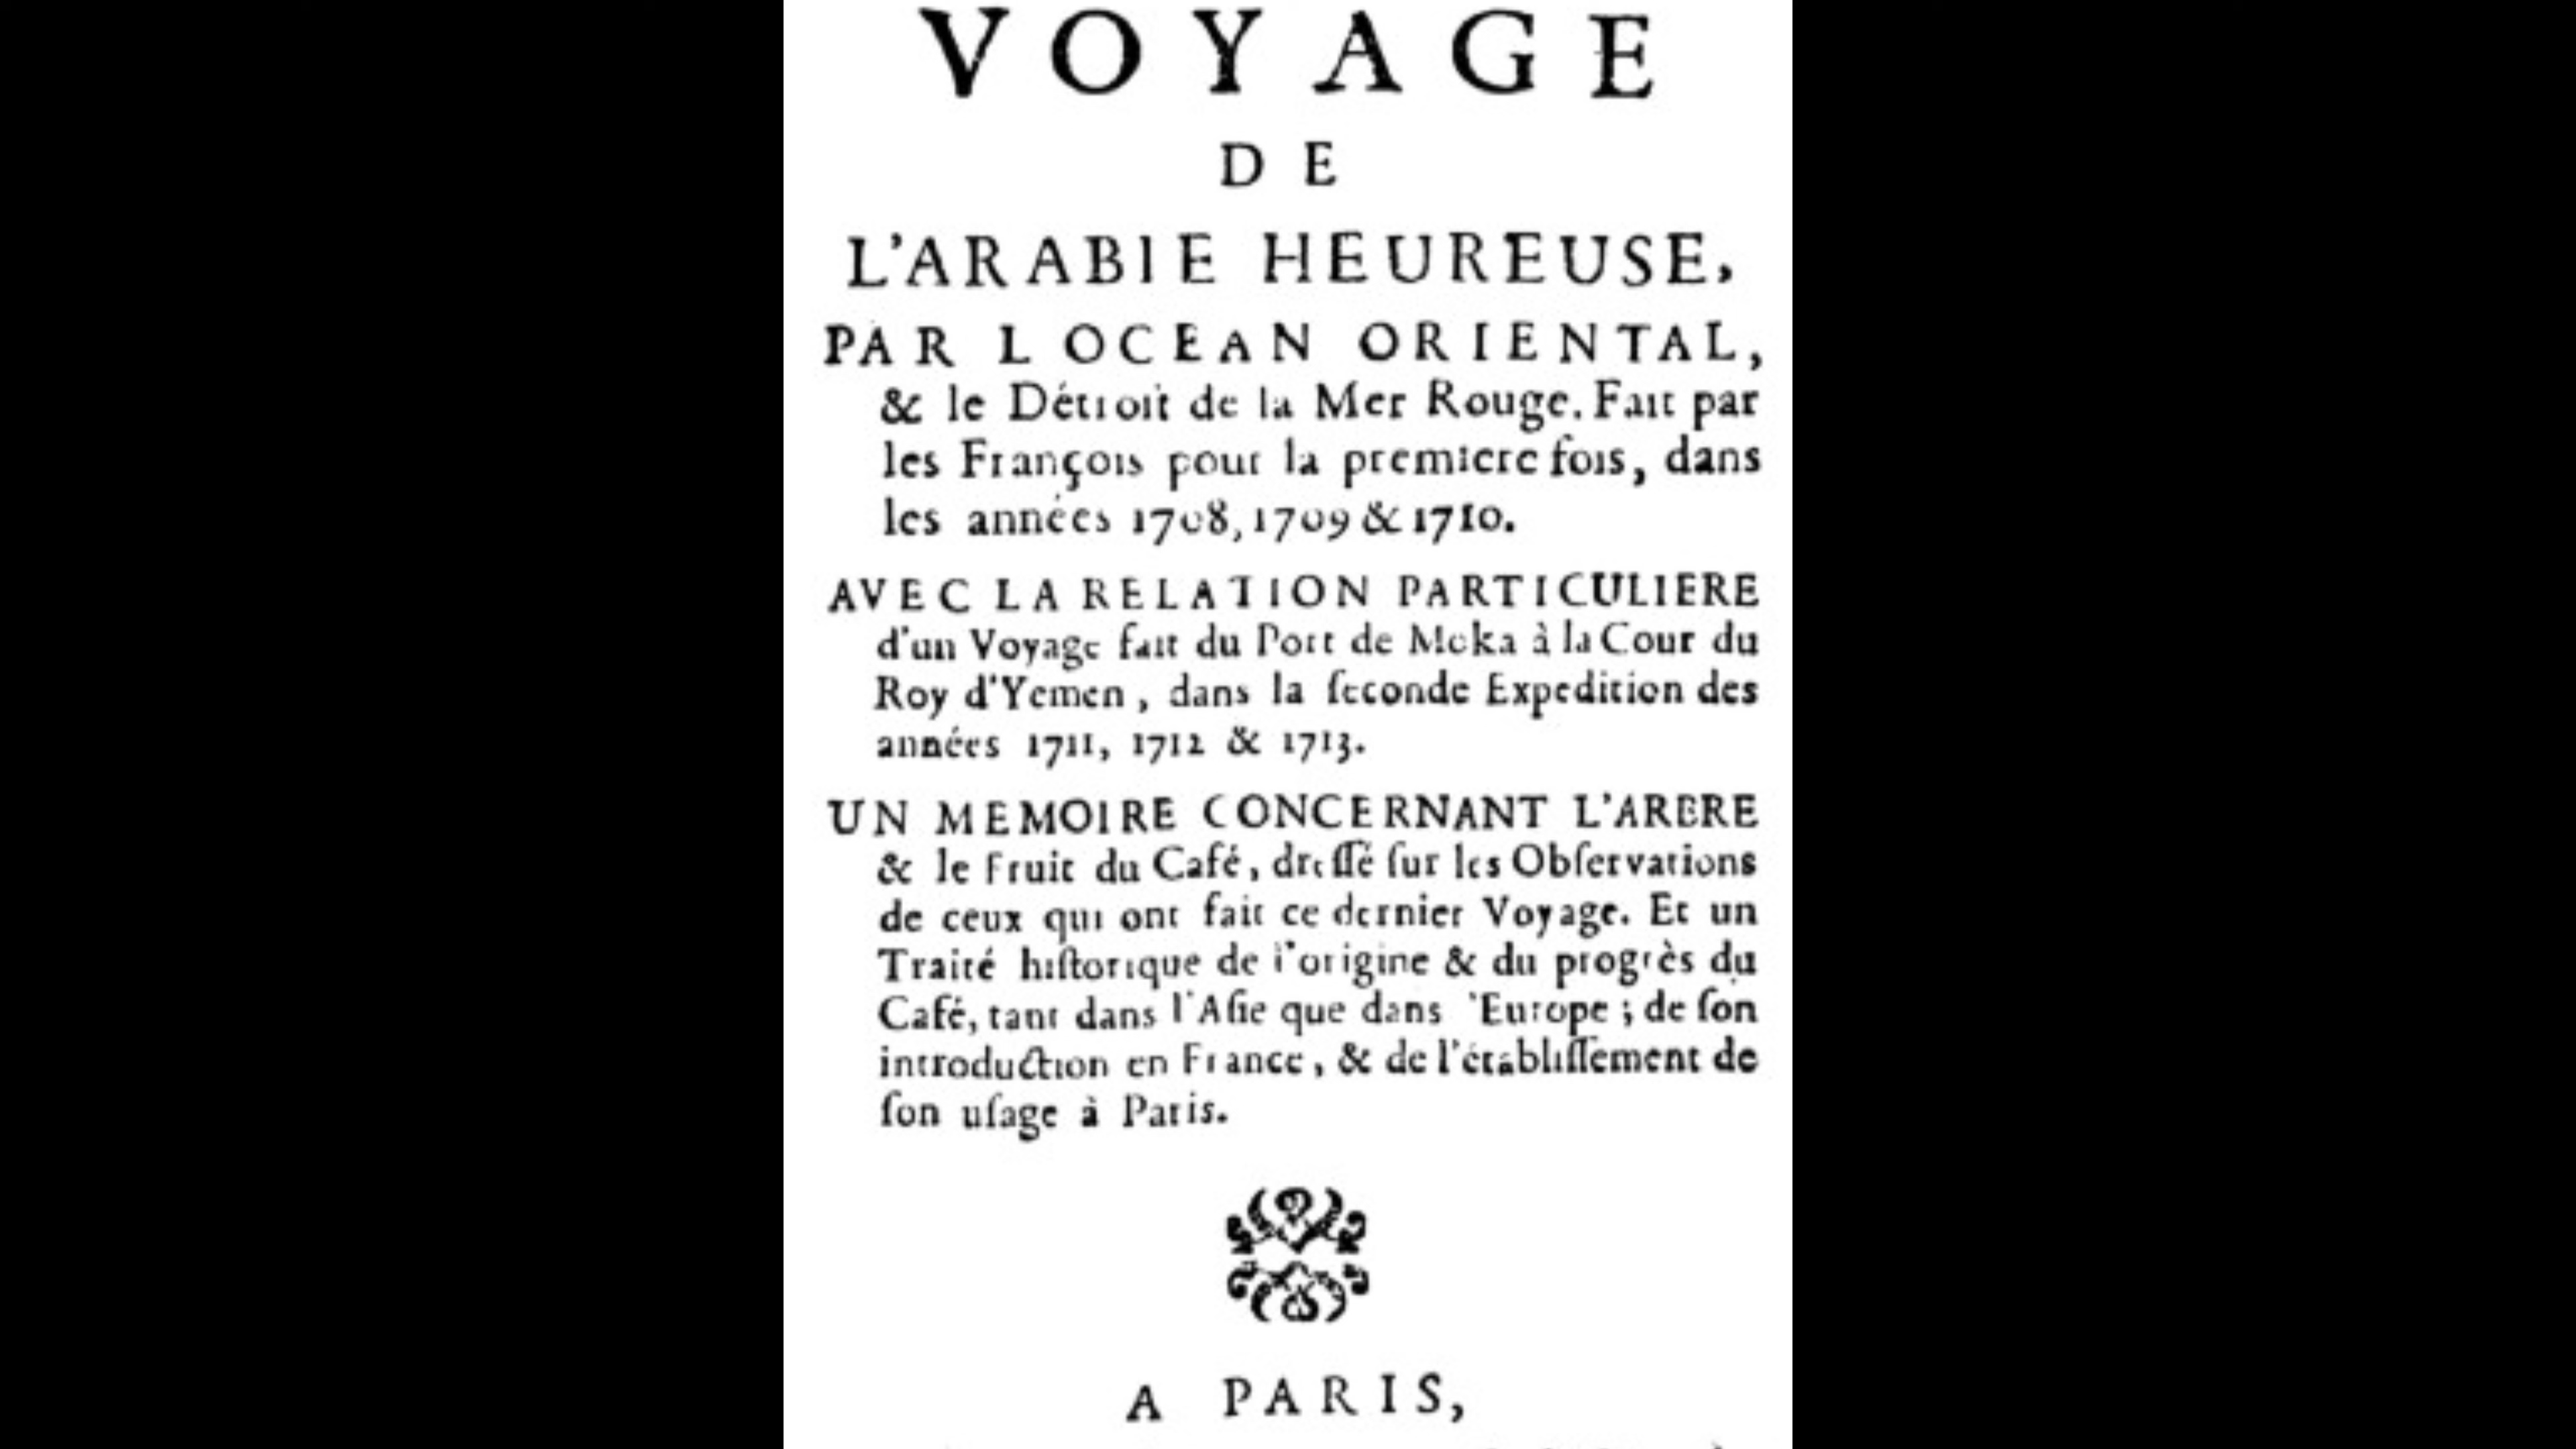 VOYAGE
DE
L'ARABIE HEUREUSE,
PAR L OCEAN ORIENTAL,
& le Détroit de la Mer Rouge. Fait par
les François pour la premiere fois, dans
les années 1708, 1709 & 1710.
AVEC LA RELATION PARTICULIERE
d'un Voyage fait du Port de Moka à la Cour du
Roy d'Yemen, dans la ſeconde Expedition des
années 1711, 1712 & 1713.
UN MEMOIRE CONCERNANT L'ARBRE
& le Fruit du Café, dreſſé ſur les Obſervations
de ceux qui ont fait ce dernier Voyage. Et un
Traité hiſtorique de l'origine & du progrès du
Café, tant dans l'Aſie que dans 'Europe ; de ſon
introduction en France, & de l'établiſſement de
ſon uſage à Paris.
A PARIS,